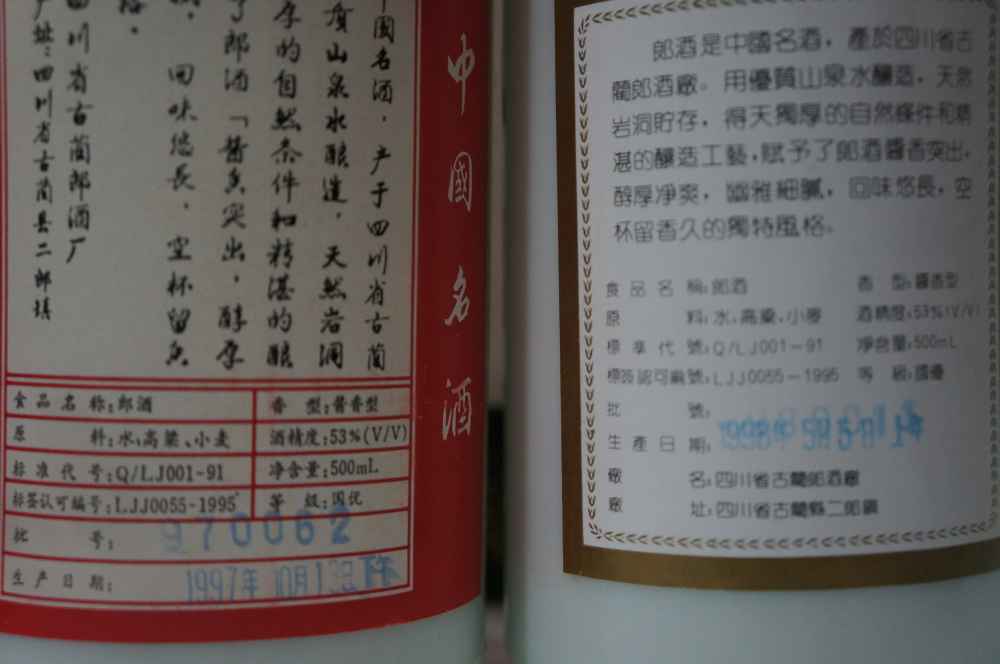 中國名酒，产于四川省古蔺
质山泉水酿造，天然岩洞
厚的自然条件和精湛的酿
了郎酒「酱香突出，醇厚
回味悠長，空杯留香
格。
四川省古蔺郎酒厂
厂址：四川省古蔺县二郎镇
食品名称：郎酒 香型：酱香型
原料：水、高粱、小麦 酒精度：53%(V/V)
标准代号：Q/LJ001-91 净含量：500mL
标签认可编号：LJJ0055-1995 等级：国优
批号：970062
生产日期：1997年10月13日下午
中國名酒
郎酒是中國名酒，產於四川省古
藺郎酒廠。用優質山泉水釀造，天然
岩洞貯存，得天獨厚的自然條件和精
湛的釀造工藝，賦予了郎酒醬香突出，
醇厚凈爽，幽雅細膩，回味悠長，空
杯留香久的獨特風格。
食品名稱：郎酒 香型：醬香型
原料：水、高粱、小麥 酒精度：53%(V/V)
標準代號：Q/LJ001-91 净含量：500mL
標簽認可編號：LJJ0055-1995 等級：國優
批號：
生產日期：
廠名：四川省古藺郎酒廠
廠址：四川省古藺縣二郎鎮